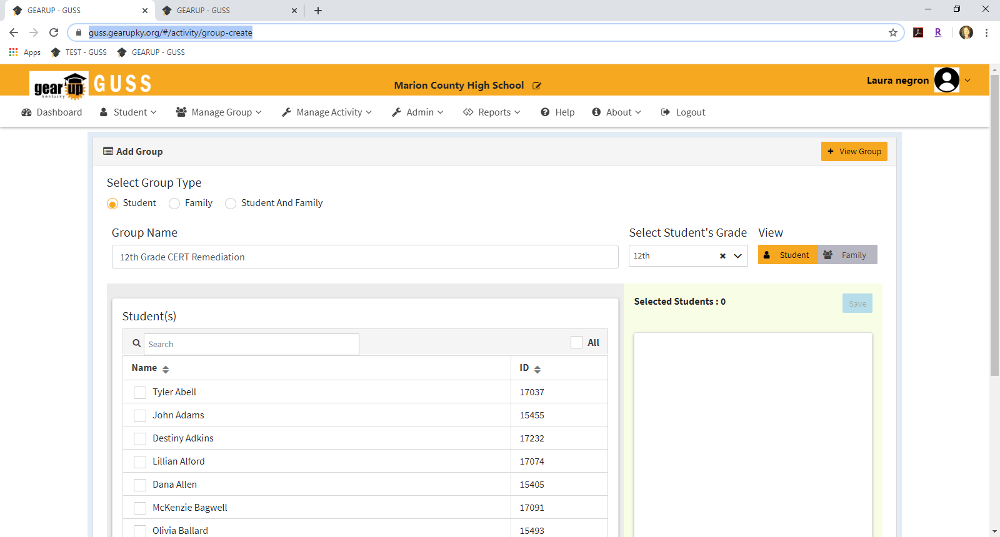 GEARUP - GUSS
GEARUP - GUSS
guss.gearupky.org/#/activity/group-create
Apps
TEST - GUSS
GEARUP - GUSS
gear up
kentucky
GUSS
Marion County High School
Laura negron
Dashboard
Student
Manage Group
Manage Activity
Admin
Reports
Help
About
Logout
Add Group
View Group
Select Group Type
Student
Family
Student And Family
Group Name
Select Student's Grade
View
12th Grade CERT Remediation
12th
Student
Family
Selected Students : 0
Save
Student(s)
Search
All
Name
ID
Tyler Abell
17037
John Adams
15455
Destiny Adkins
17232
Lillian Alford
17074
Dana Allen
15405
McKenzie Bagwell
17091
Olivia Ballard
15493